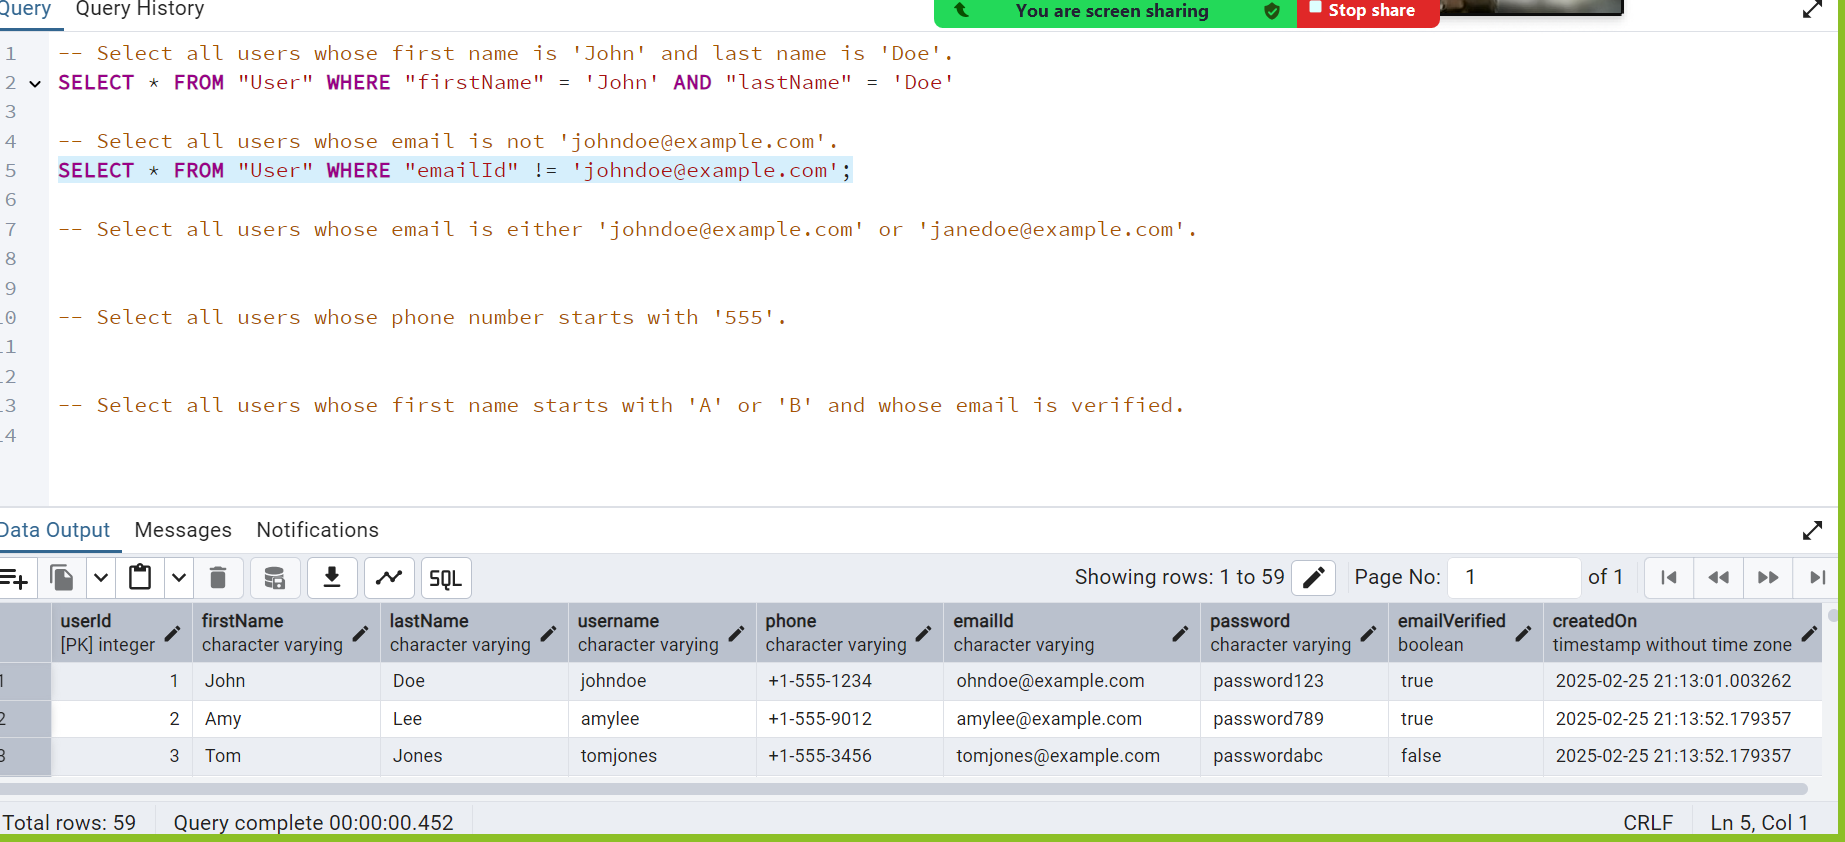 Query Query History You are screen sharing Stop share
1 -- Select all users whose first name is 'John' and last name is 'Doe'.
2 SELECT * FROM "User" WHERE "firstName" = 'John' AND "lastName" = 'Doe'
3
4 -- Select all users whose email is not 'johndoe@example.com'.
5 SELECT * FROM "User" WHERE "emailId" != 'johndoe@example.com';
6
7 -- Select all users whose email is either 'johndoe@example.com' or 'janedoe@example.com'.
8
9
10 -- Select all users whose phone number starts with '555'.
11
12
13 -- Select all users whose first name starts with 'A' or 'B' and whose email is verified.
14
Data Output Messages Notifications
SQL Showing rows: 1 to 59 Page No: 1 of 1
userId firstName lastName username phone emailId password emailVerified createdOn
[PK] integer character varying character varying character varying character varying character varying character varying boolean timestamp without time zone
1 1 John Doe johndoe +1-555-1234 ohndoe@example.com password123 true 2025-02-25 21:13:01.003262
2 2 Amy Lee amylee +1-555-9012 amylee@example.com password789 true 2025-02-25 21:13:52.179357
3 3 Tom Jones tomjones +1-555-3456 tomjones@example.com passwordabc false 2025-02-25 21:13:52.179357
Total rows: 59 Query complete 00:00:00.452 CRLF Ln 5, Col 1